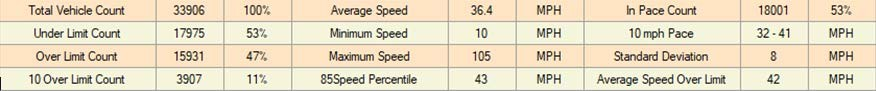 Total Vehicle Count 33906 100% Average Speed 36.4 MPH In Pace Count 18001 53%
Under Limit Count 17975 53% Minimum Speed 10 MPH 10 mph Pace 32 - 41 MPH
Over Limit Count 15931 47% Maximum Speed 105 MPH Standard Deviation 8 MPH
10 Over Limit Count 3907 11% 85Speed Percentile 43 MPH Average Speed Over Limit 42 MPH